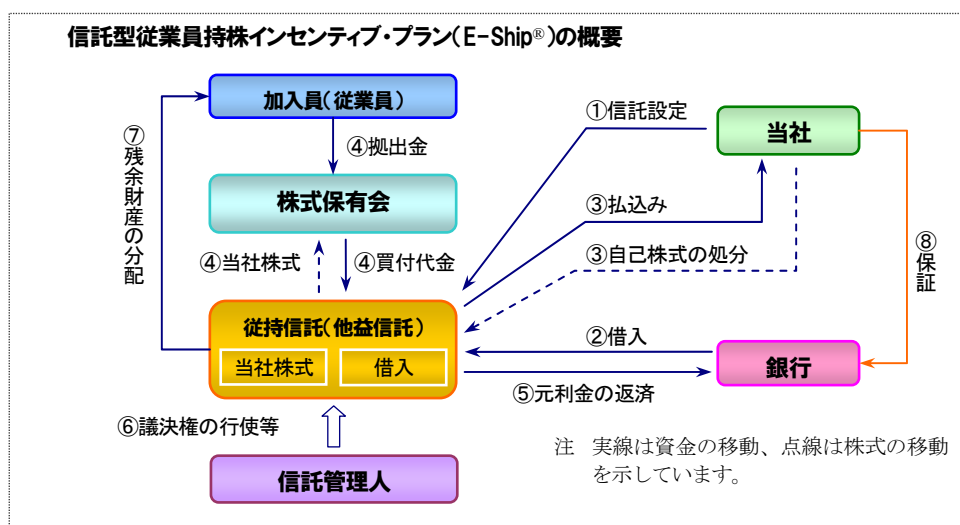 信託型従業員持株インセンティブ・プラン(E-Ship®)の概要
加入員(従業員)
①信託設定
当社
④拠出金
⑦残余財産の分配
株式保有会
③払込み
④当社株式
④買付代金
③自己株式の処分
⑧保証
従持信託(他益信託)
当社株式
借入
②借入
銀行
⑤元利金の返済
⑥議決権の行使等
信託管理人
注 実線は資金の移動、点線は株式の移動
を示しています。